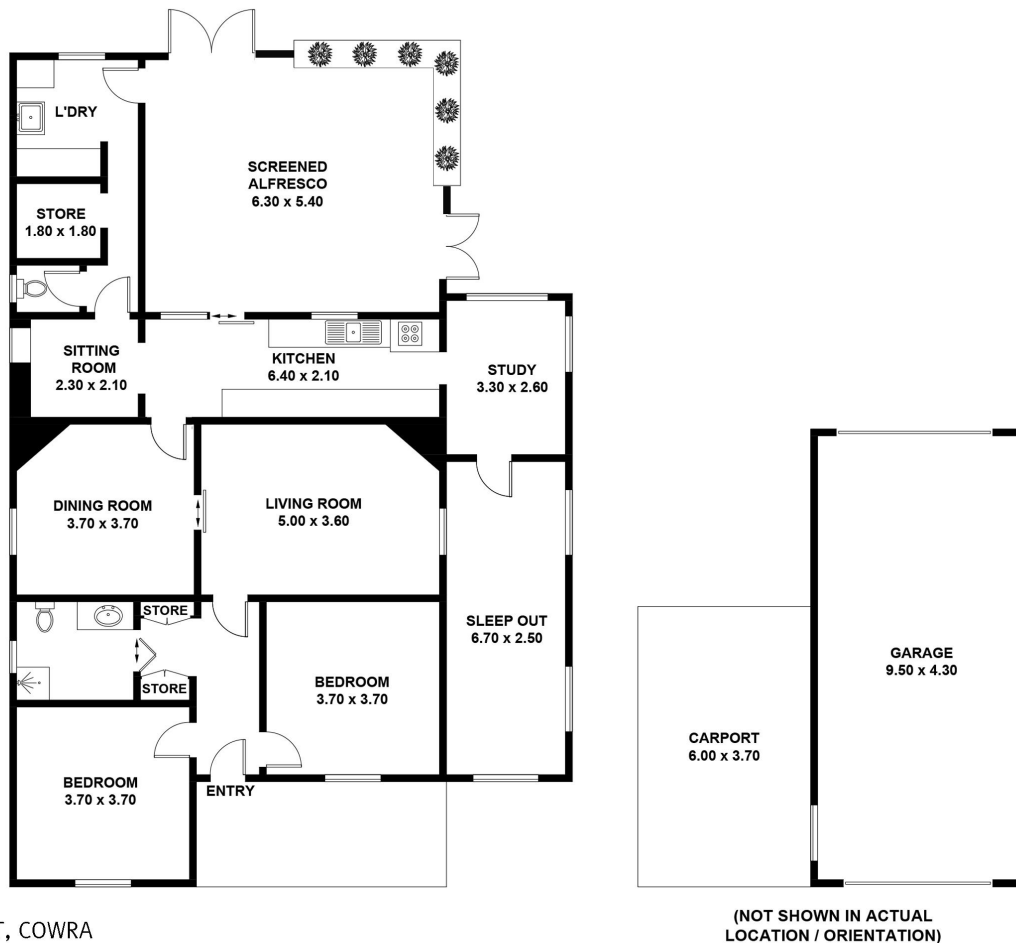 L'DRY
SCREENED
ALFRESCO
6.30 x 5.40
STORE
1.80 x 1.80
SITTING
ROOM
2.30 x 2.10
KITCHEN
6.40 x 2.10
STUDY
3.30 x 2.60
DINING ROOM
3.70 x 3.70
LIVING ROOM
5.00 x 3.60
STORE
SLEEP OUT
6.70 x 2.50
STORE
BEDROOM
3.70 x 3.70
BEDROOM
3.70 x 3.70
ENTRY
GARAGE
9.50 x 4.30
CARPORT
6.00 x 3.70
(NOT SHOWN IN ACTUAL
LOCATION / ORIENTATION)
T, COWRA